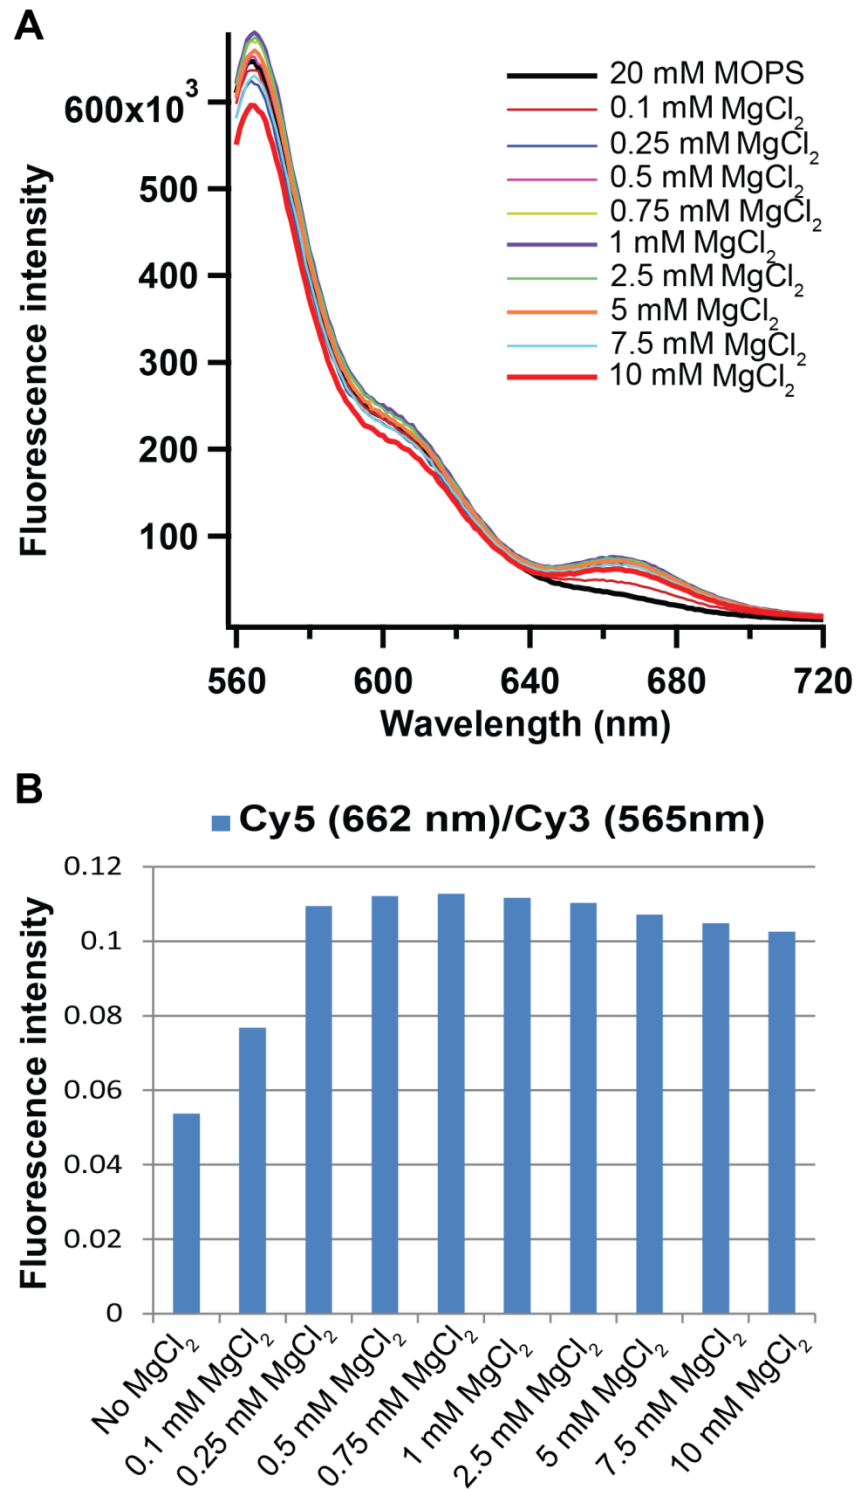 A
600x10³
500
400
300
200
100
Fluorescence intensity
20 mM MOPS
0.1 mM MgCl₂
0.25 mM MgCl₂
0.5 mM MgCl₂
0.75 mM MgCl₂
1 mM MgCl₂
2.5 mM MgCl₂
5 mM MgCl₂
7.5 mM MgCl₂
10 mM MgCl₂
560 600 640 680 720
Wavelength (nm)
B
Cy5 (662 nm)/Cy3 (565nm)
0.12
0.1
0.08
0.06
0.04
0.02
0
Fluorescence intensity
No MgCl₂
0.1 mM MgCl₂
0.25 mM MgCl₂
0.5 mM MgCl₂
0.75 mM MgCl₂
1 mM MgCl₂
2.5 mM MgCl₂
5 mM MgCl₂
7.5 mM MgCl₂
10 mM MgCl₂